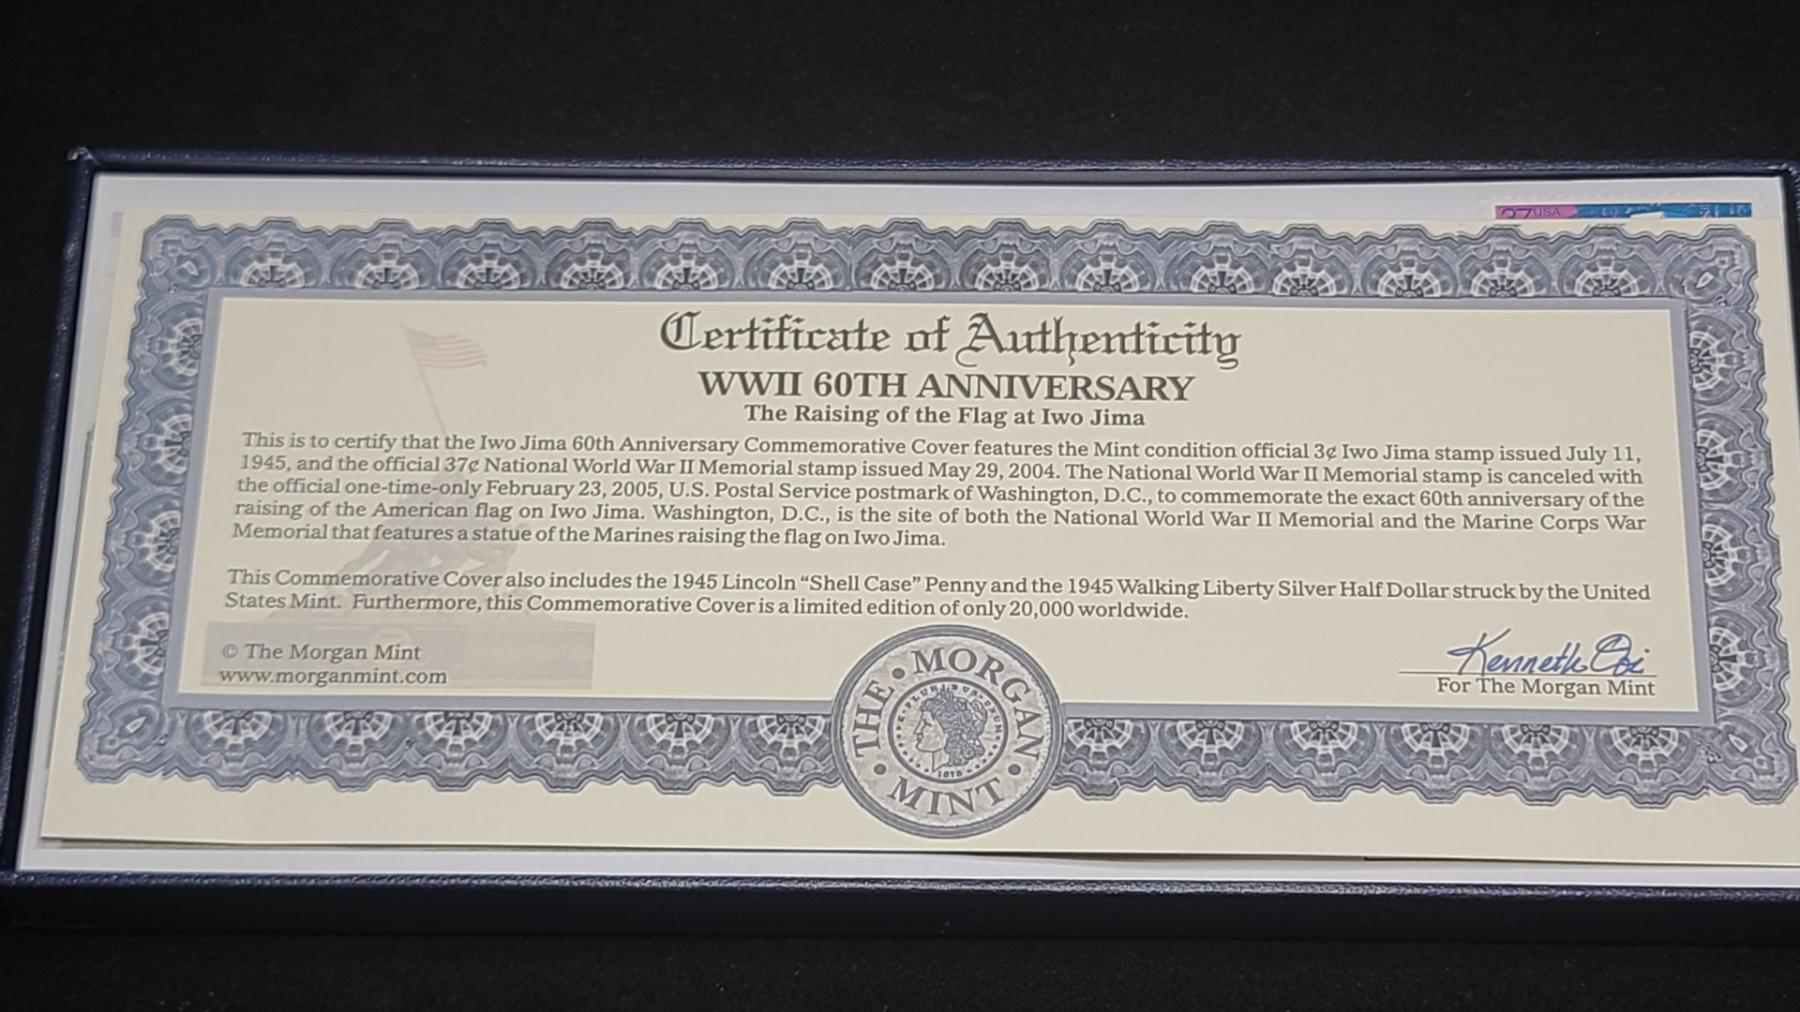 37 USA
Certificate of Authenticity
WWII 60TH ANNIVERSARY
The Raising of the Flag at Iwo Jima
This is to certify that the Iwo Jima 60th Anniversary Commemorative Cover features the Mint condition official 3¢ Iwo Jima stamp issued July 11,
1945, and the official 37¢ National World War II Memorial stamp issued May 29, 2004. The National World War II Memorial stamp is canceled with
the official one-time-only February 23, 2005, U.S. Postal Service postmark of Washington, D.C., to commemorate the exact 60th anniversary of the
raising of the American flag on Iwo Jima. Washington, D.C., is the site of both the National World War II Memorial and the Marine Corps War
Memorial that features a statue of the Marines raising the flag on Iwo Jima.
This Commemorative Cover also includes the 1945 Lincoln “Shell Case” Penny and the 1945 Walking Liberty Silver Half Dollar struck by the United
States Mint. Furthermore, this Commemorative Cover is a limited edition of only 20,000 worldwide.
© The Morgan Mint
www.morganmint.com
Kenneth
For The Morgan Mint
THE • MORGAN • MINT •
E·PLURIBUS·UNUM
1878